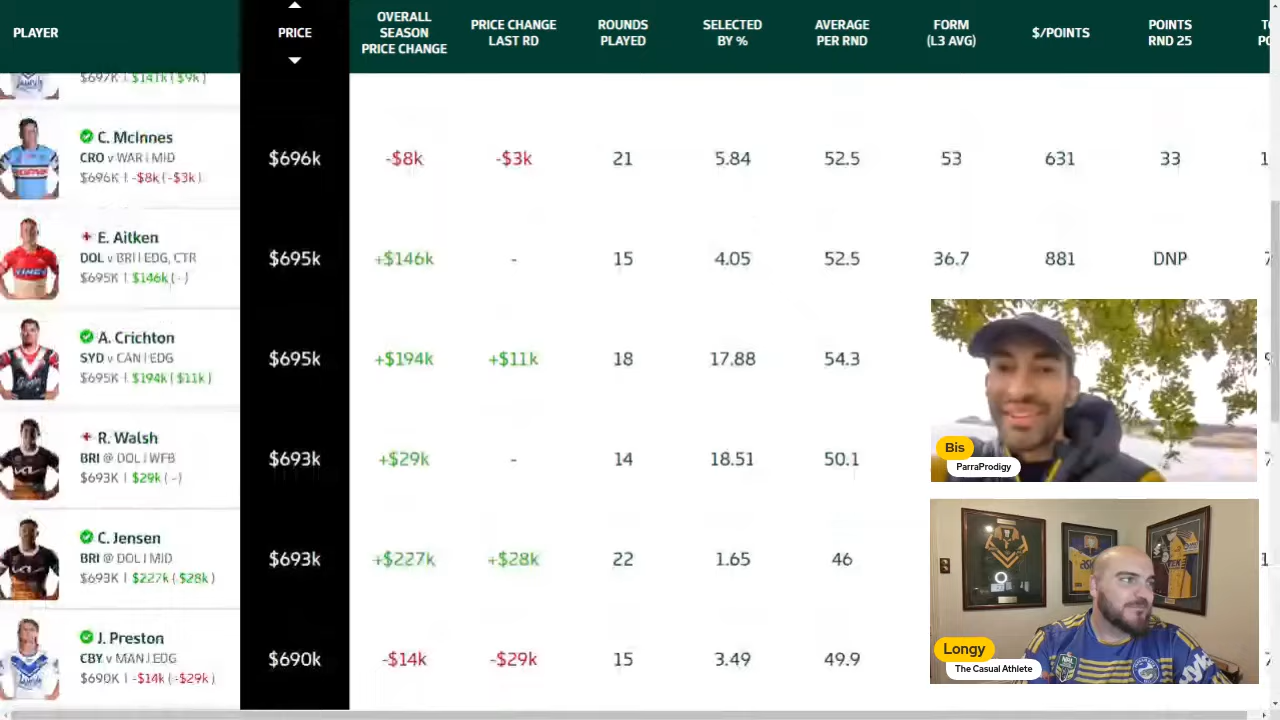 PLAYER
PRICE
OVERALL
SEASON
PRICE CHANGE
PRICE CHANGE
LAST RD
ROUNDS
PLAYED
SELECTED
BY %
AVERAGE
PER RND
FORM
(L3 AVG)
$/POINTS
POINTS
RND 25
$697K | $141k ( $9k )
C. McInnes
CRO v WAR | MID
$696K | -$8k ( -$3k )
$696k
-$8k
-$3k
21
5.84
52.5
53
631
33
1
E. Aitken
DOL v BRI | EDG, CTR
$695K | $146k ( - )
$695k
+$146k
-
15
4.05
52.5
36.7
881
DNP
7
A. Crichton
SYD v CAN | EDG
$695K | $194k ( $11k )
$695k
+$194k
+$11k
18
17.88
54.3
R. Walsh
BRI @ DOL | WFB
$693K | $29k ( - )
$693k
+$29k
-
14
18.51
50.1
C. Jensen
BRI @ DOL | MID
$693K | $227k ( $28k )
$693k
+$227k
+$28k
22
1.65
46
J. Preston
CBY v MAN | EDG
$690K | -$14k ( -$29k )
$690k
-$14k
-$29k
15
3.49
49.9
Bis
ParraProdigy
Longy
The Casual Athlete